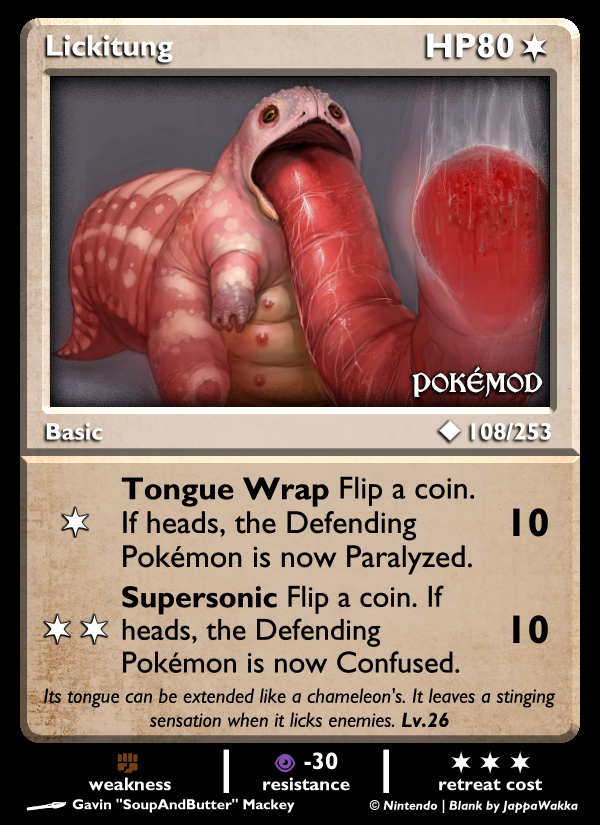 Lickitung HP80
POKÉMOD
Basic 108/253
Tongue Wrap Flip a coin.
If heads, the Defending 10
Pokémon is now Paralyzed.
Supersonic Flip a coin. If
heads, the Defending 10
Pokémon is now Confused.
Its tongue can be extended like a chameleon's. It leaves a stinging
sensation when it licks enemies. Lv.26
-30
weakness resistance retreat cost
Gavin "SoupAndButter" Mackey © Nintendo | Blank by JappaWakka